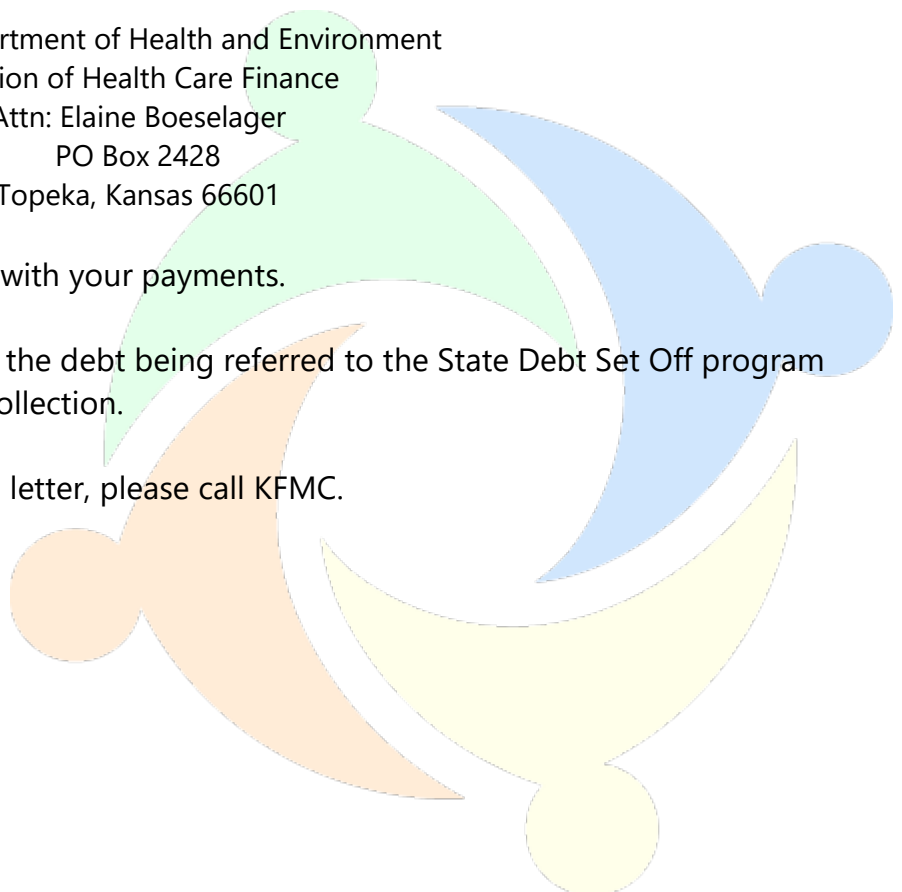 rtment of Health and Environment
ion of Health Care Finance
Attn: Elaine Boeselager
PO Box 2428
Topeka, Kansas 66601
with your payments.
the debt being referred to the State Debt Set Off program
ollection.
letter, please call KFMC.